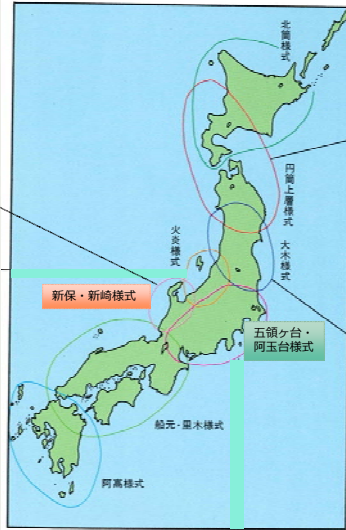 北筒様式
円筒上層様式
大木様式
火炎様式
新保・新崎様式
五領ヶ台・
阿玉台様式
船元・里木様式
阿高様式